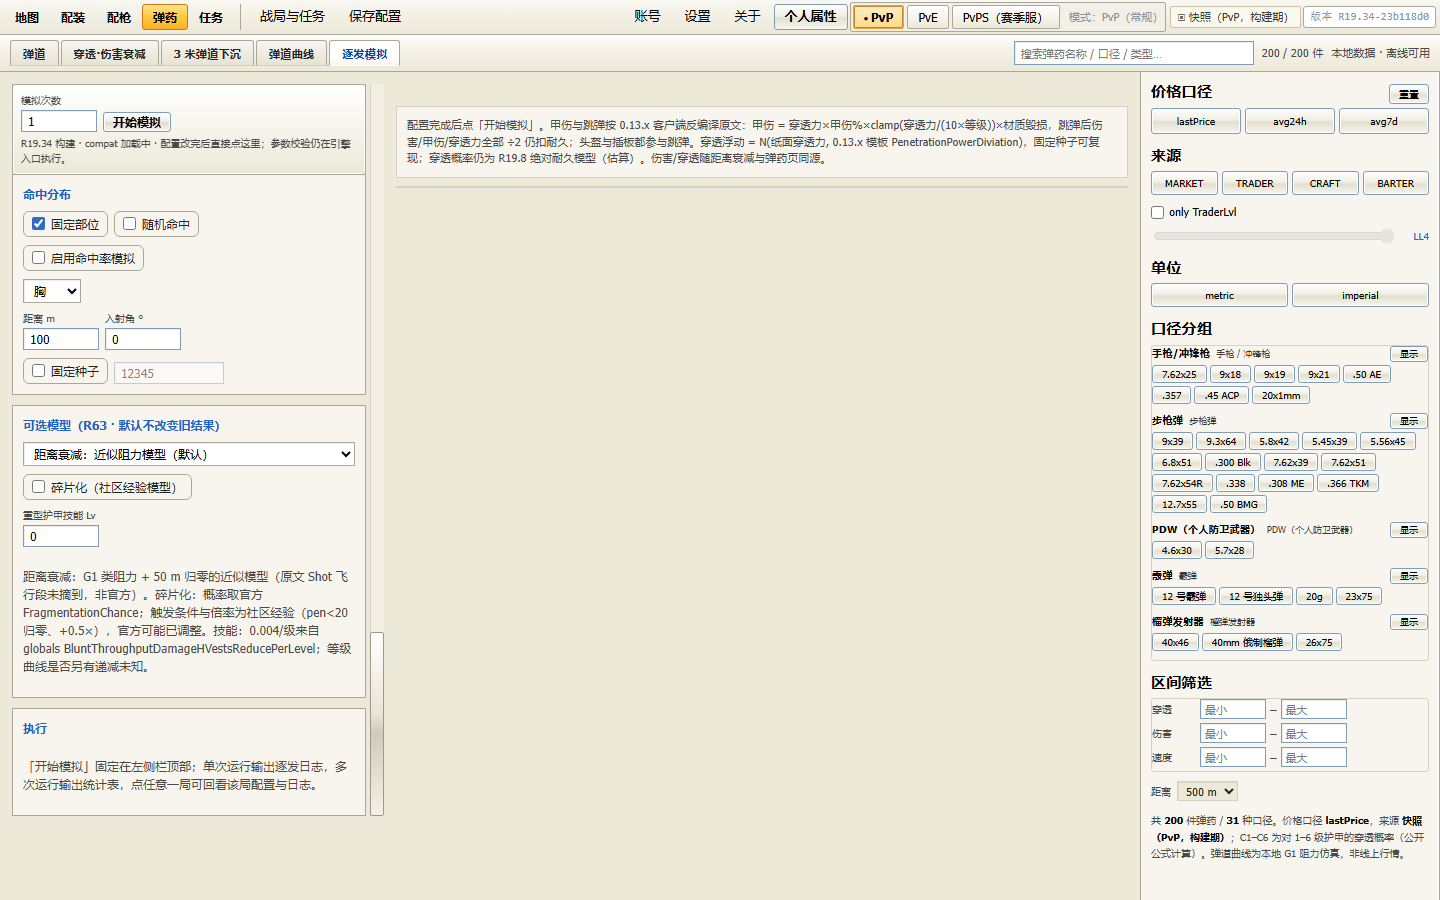 地图 配装 配枪 弹药 任务 战局与任务 保存配置 账号 设置 关于 个人属性 • PvP PvE PvPS（赛季服） 模式：PvP（常规） 快照（PvP，构建期） 版本 R19.34-23b118d0
弹道 穿透·伤害衰减 3 米弹道下沉 弹道曲线 逐发模拟 搜索弹药名称 / 口径 / 类型... 200 / 200 件 本地数据 · 离线可用
模拟次数
1 开始模拟
R19.34 构建 · compat 加载中 · 配置改完后直接点这里；参数校验仍在引擎
入口执行。
命中分布
固定部位 随机命中
启用命中率模拟
胸
距离 m 入射角 °
100 0
固定种子 12345
可选模型（R63 · 默认不改变旧结果）
距离衰减：近似阻力模型（默认）
碎片化（社区经验模型）
重型护甲技能 Lv
0
距离衰减：G1 类阻力 + 50 m 归零的近似模型（原文 Shot 飞
行段未摘到，非官方）。碎片化：概率取官方
FragmentationChance；触发条件与倍率为社区经验（pen<20
归零、+0.5×），官方可能已调整。技能：0.004/级来自
globals BluntThroughputDamageHVestsReducePerLevel；等级
曲线是否另有递减未知。
执行
「开始模拟」固定在左侧栏顶部；单次运行输出逐发日志，多
次运行输出统计表，点任意一局可回看该局配置与日志。
配置完成后点「开始模拟」。甲伤与跳弹按 0.13.x 客户端反编译原文：甲伤 = 穿透力×甲伤%×clamp(穿透力/(10×等级))×材质毁损，跳弹后伤
害/甲伤/穿透力全部 ÷2 仍扣耐久；头盔与插板都参与跳弹。穿透浮动 = N(纸面穿透力, 0.13.x 模板 PenetrationPowerDiviation)，固定种子可复
现；穿透概率仍为 R19.8 绝对耐久模型（估算）。伤害/穿透随距离衰减与弹药页同源。
价格口径 重置
lastPrice avg24h avg7d
来源
MARKET TRADER CRAFT BARTER
only TraderLvl
LL4
单位
metric imperial
口径分组
手枪/冲锋枪 手枪 / 冲锋枪 显示
7.62x25 9x18 9x19 9x21 .50 AE
.357 .45 ACP 20x1mm
步枪弹 步枪弹 显示
9x39 9.3x64 5.8x42 5.45x39 5.56x45
6.8x51 .300 Blk 7.62x39 7.62x51
7.62x54R .338 .308 ME .366 TKM
12.7x55 .50 BMG
PDW（个人防卫武器） PDW（个人防卫武器） 显示
4.6x30 5.7x28
霰弹 霰弹 显示
12 号霰弹 12 号独头弹 20g 23x75
榴弹发射器 榴弹发射器 显示
40x46 40mm 俄制榴弹 26x75
区间筛选
穿透 最小 – 最大
伤害 最小 – 最大
速度 最小 – 最大
距离 500 m
共 200 件弹药 / 31 种口径。价格口径 lastPrice，来源 快照
（PvP，构建期）；C1–C6 为对 1–6 级护甲的穿透概率（公开
公式计算）。弹道曲线为本地 G1 阻力仿真，非线上行情。